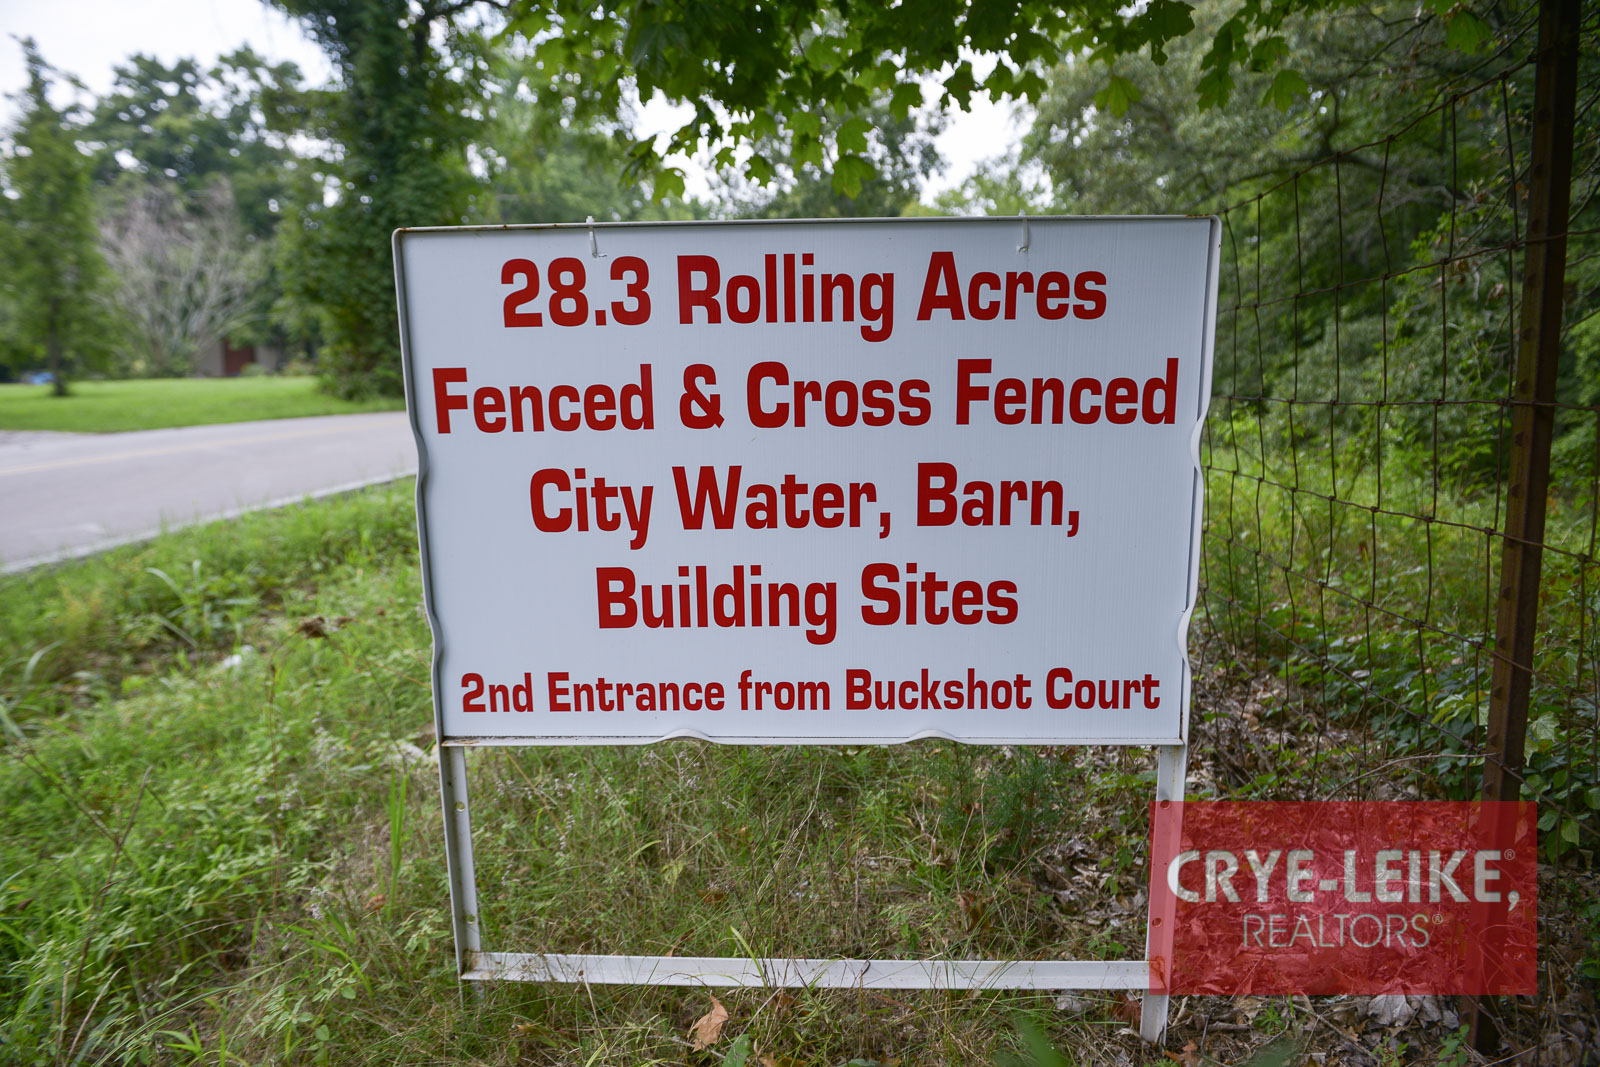 28.3 Rolling Acres
Fenced & Cross Fenced
City Water, Barn,
Building Sites
2nd Entrance from Buckshot Court
CRYE-LEIKE®,
REALTORS®